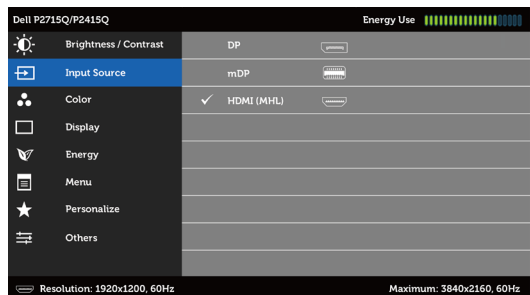 Dell P2715Q/P2415Q Energy Use
Brightness / Contrast DP
Input Source mDP
Color HDMI (MHL)
Display
Energy
Menu
Personalize
Others
Resolution: 1920x1200, 60Hz Maximum: 3840x2160, 60Hz